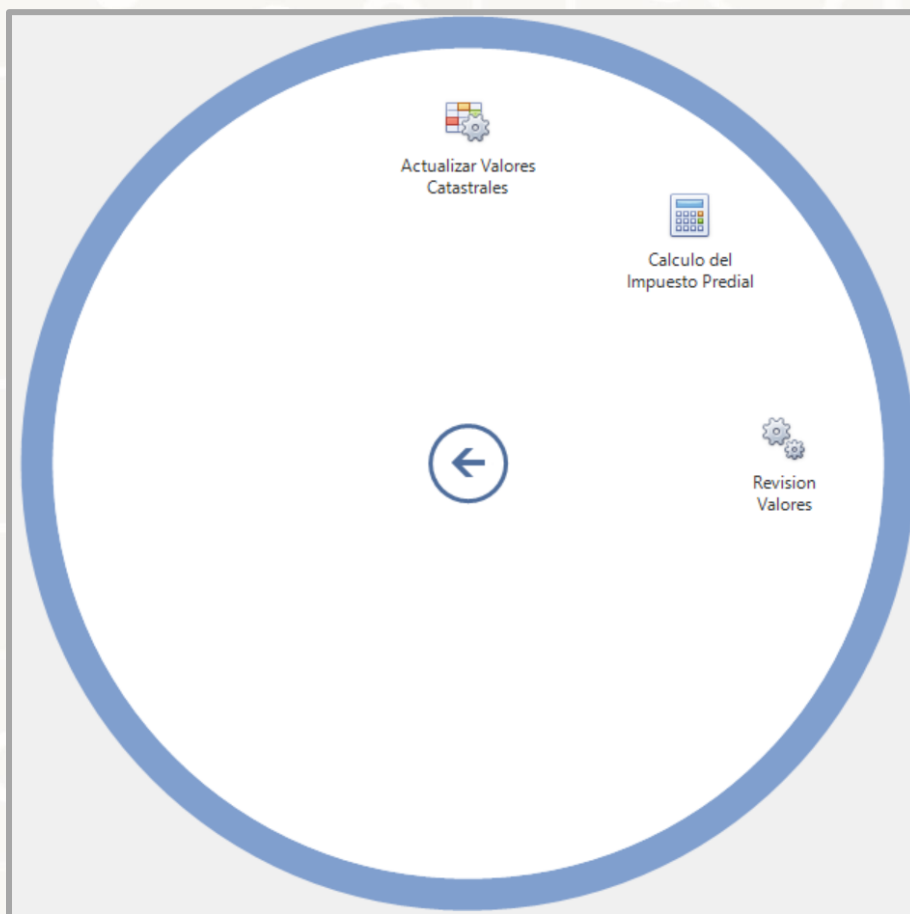 Actualizar Valores
Catastrales
Calculo del
Impuesto Predial
Revision
Valores